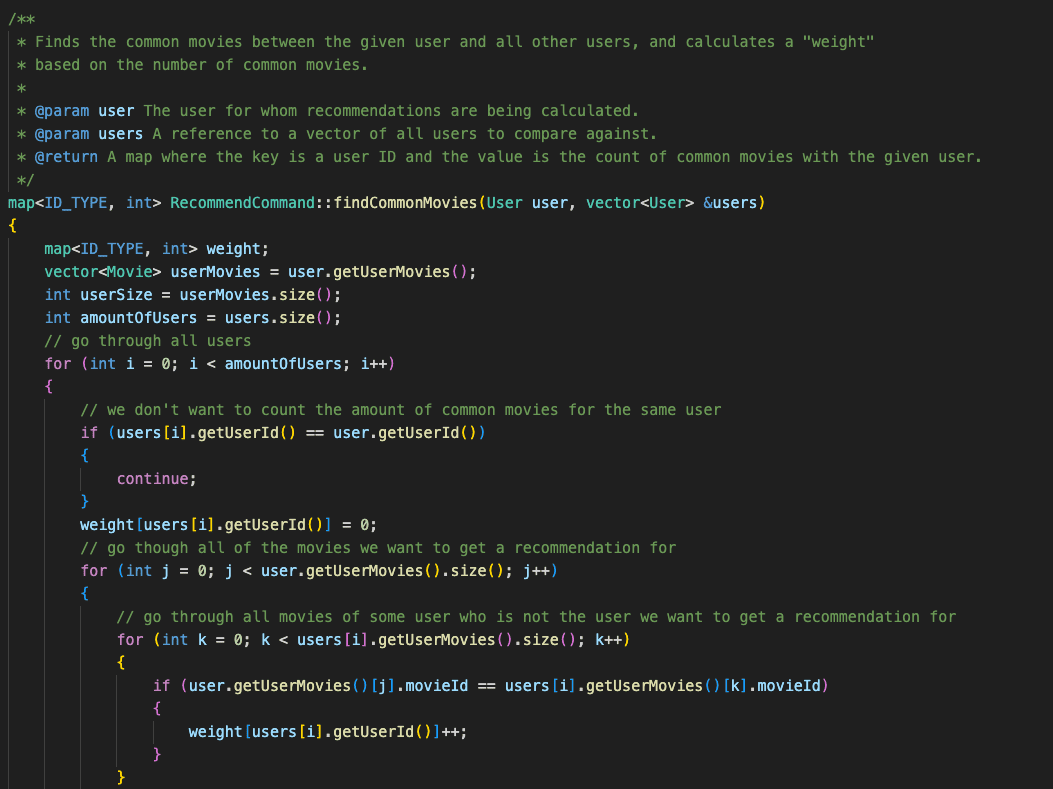 /**
 * Finds the common movies between the given user and all other users, and calculates a "weight"
 * based on the number of common movies.
 *
 * @param user The user for whom recommendations are being calculated.
 * @param users A reference to a vector of all users to compare against.
 * @return A map where the key is a user ID and the value is the count of common movies with the given user.
 */
map<ID_TYPE, int> RecommendCommand::findCommonMovies(User user, vector<User> &users)
{
    map<ID_TYPE, int> weight;
    vector<Movie> userMovies = user.getUserMovies();
    int userSize = userMovies.size();
    int amountOfUsers = users.size();
    // go through all users
    for (int i = 0; i < amountOfUsers; i++)
    {
        // we don't want to count the amount of common movies for the same user
        if (users[i].getUserId() == user.getUserId())
        {
            continue;
        }
        weight[users[i].getUserId()] = 0;
        // go though all of the movies we want to get a recommendation for
        for (int j = 0; j < user.getUserMovies().size(); j++)
        {
            // go through all movies of some user who is not the user we want to get a recommendation for
            for (int k = 0; k < users[i].getUserMovies().size(); k++)
            {
                if (user.getUserMovies()[j].movieId == users[i].getUserMovies()[k].movieId)
                {
                    weight[users[i].getUserId()]++;
                }
            }